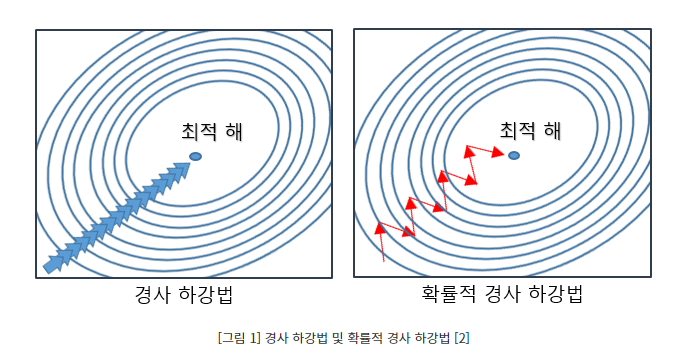 최적 해
최적 해
경사 하강법
확률적 경사 하강법
[그림 1] 경사 하강법 및 확률적 경사 하강법 [2]